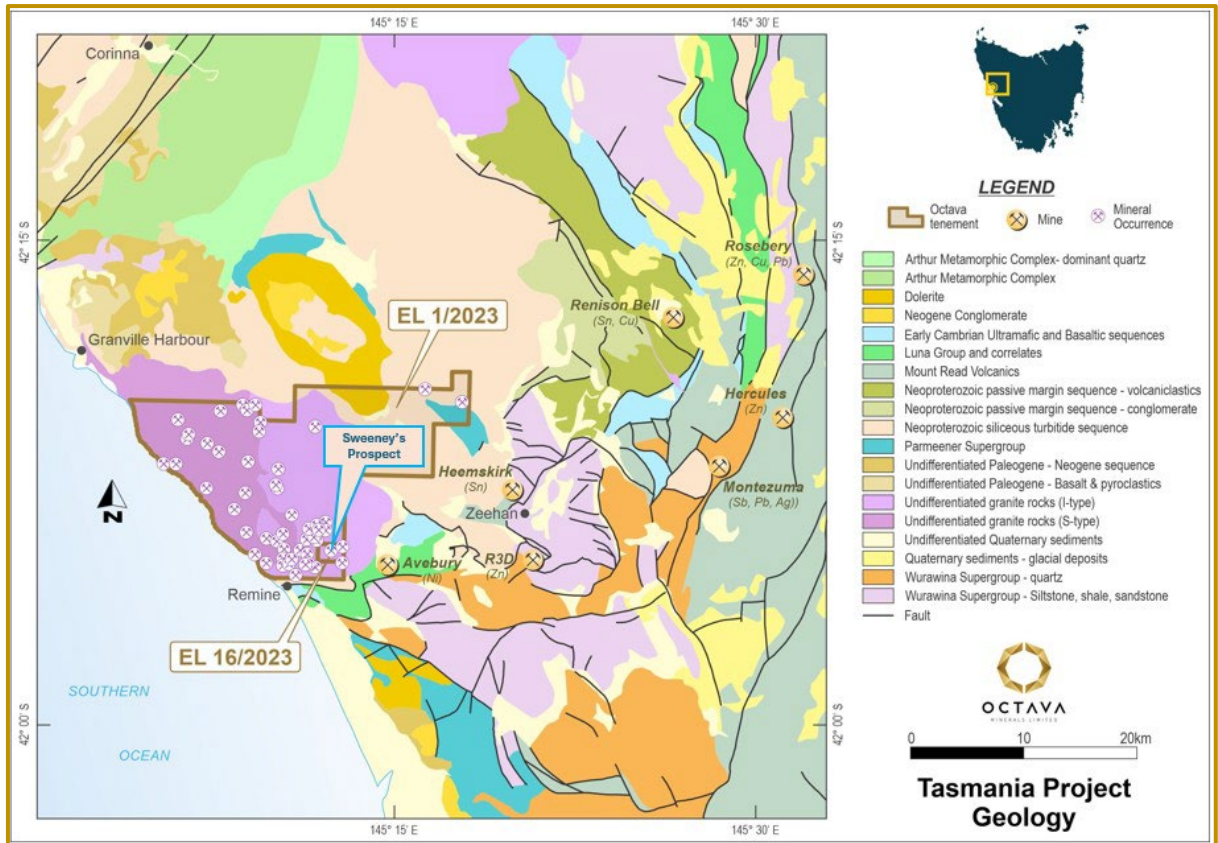 145° 15' E
145° 30' E
Corinna
42° 15' S
42° 15' S
Rosebery
(Zn, Cu, Pb)
Renison Bell
(Sn, Cu)
EL 1/2023
Granville Harbour
Hercules
(Zn)
Sweeney's
Prospect
Heemskirk
(Sn)
Montezuma
(Sb, Pb, Ag))
Zeehan
Avebury
(Ni)
R3D
(Zn)
Remine
EL 16/2023
N
SOUTHERN
OCEAN
42° 00' S
42° 00' S
145° 15' E
145° 30' E
LEGEND
Octava
tenement
Mine
Mineral
Occurrence
Arthur Metamorphic Complex- dominant quartz
Arthur Metamorphic Complex
Dolerite
Neogene Conglomerate
Early Cambrian Ultramafic and Basaltic sequences
Luna Group and correlates
Mount Read Volcanics
Neoproterozoic passive margin sequence - volcaniclastics
Neoproterozoic passive margin sequence - conglomerate
Neoproterozoic siliceous turbitide sequence
Parmeener Supergroup
Undifferentiated Paleogene - Neogene sequence
Undifferentiated Paleogene - Basalt & pyroclastics
Undifferentiated granite rocks (I-type)
Undifferentiated granite rocks (S-type)
Undifferentiated Quaternary sediments
Quaternary sediments - glacial deposits
Wurawina Supergroup - quartz
Wurawina Supergroup - Siltstone, shale, sandstone
Fault
OCTAVA
MINERALS LIMITED
0
10
20km
Tasmania Project
Geology